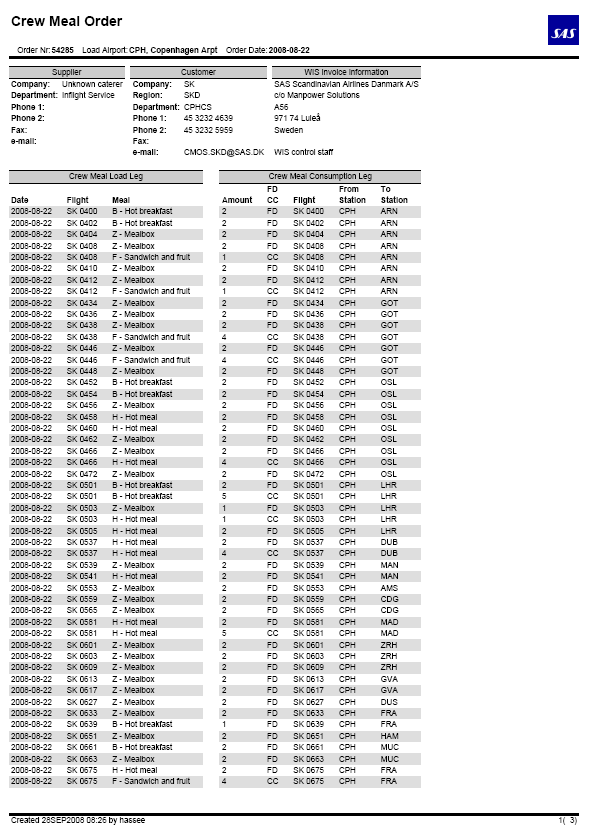 Crew Meal Order
SAS
Order Nr: 54285 Load Airport: CPH, Copenhagen Arpt Order Date: 2008-08-22
Supplier Customer WIS Invoice Information
Company: Unknown caterer Company: SK SAS Scandinavian Airlines Danmark A/S
Department: Inflight Service Region: SKD c/o Manpower Solutions
Phone 1: Department: CPHCS A56
Phone 2: Phone 1: 45 3232 4639 971 74 Luleå
Fax: Phone 2: 45 3232 5959 Sweden
e-mail: Fax:
e-mail: CMOS.SKD@SAS.DK WIS control staff
Crew Meal Load Leg Crew Meal Consumption Leg
FD From To
Date Flight Meal Amount CC Flight Station Station
2008-08-22 SK 0400 B - Hot breakfast 2 FD SK 0400 CPH ARN
2008-08-22 SK 0402 B - Hot breakfast 2 FD SK 0402 CPH ARN
2008-08-22 SK 0404 Z - Mealbox 2 FD SK 0404 CPH ARN
2008-08-22 SK 0408 Z - Mealbox 2 FD SK 0408 CPH ARN
2008-08-22 SK 0408 F - Sandwich and fruit 1 CC SK 0408 CPH ARN
2008-08-22 SK 0410 Z - Mealbox 2 FD SK 0410 CPH ARN
2008-08-22 SK 0412 Z - Mealbox 2 FD SK 0412 CPH ARN
2008-08-22 SK 0412 F - Sandwich and fruit 1 CC SK 0412 CPH ARN
2008-08-22 SK 0434 Z - Mealbox 2 FD SK 0434 CPH GOT
2008-08-22 SK 0436 Z - Mealbox 2 FD SK 0436 CPH GOT
2008-08-22 SK 0438 Z - Mealbox 2 FD SK 0438 CPH GOT
2008-08-22 SK 0438 F - Sandwich and fruit 4 CC SK 0438 CPH GOT
2008-08-22 SK 0446 Z - Mealbox 2 FD SK 0446 CPH GOT
2008-08-22 SK 0446 F - Sandwich and fruit 4 CC SK 0446 CPH GOT
2008-08-22 SK 0448 Z - Mealbox 2 FD SK 0448 CPH GOT
2008-08-22 SK 0452 B - Hot breakfast 2 FD SK 0452 CPH OSL
2008-08-22 SK 0454 B - Hot breakfast 2 FD SK 0454 CPH OSL
2008-08-22 SK 0456 Z - Mealbox 2 FD SK 0456 CPH OSL
2008-08-22 SK 0458 H - Hot meal 2 FD SK 0458 CPH OSL
2008-08-22 SK 0460 H - Hot meal 2 FD SK 0460 CPH OSL
2008-08-22 SK 0462 Z - Mealbox 2 FD SK 0462 CPH OSL
2008-08-22 SK 0466 Z - Mealbox 2 FD SK 0466 CPH OSL
2008-08-22 SK 0466 H - Hot meal 4 CC SK 0466 CPH OSL
2008-08-22 SK 0472 Z - Mealbox 2 FD SK 0472 CPH OSL
2008-08-22 SK 0501 B - Hot breakfast 2 FD SK 0501 CPH LHR
2008-08-22 SK 0501 B - Hot breakfast 5 CC SK 0501 CPH LHR
2008-08-22 SK 0503 Z - Mealbox 1 FD SK 0503 CPH LHR
2008-08-22 SK 0503 H - Hot meal 1 CC SK 0503 CPH LHR
2008-08-22 SK 0505 H - Hot meal 2 FD SK 0505 CPH LHR
2008-08-22 SK 0537 H - Hot meal 2 FD SK 0537 CPH DUB
2008-08-22 SK 0537 H - Hot meal 4 CC SK 0537 CPH DUB
2008-08-22 SK 0539 Z - Mealbox 2 FD SK 0539 CPH MAN
2008-08-22 SK 0541 H - Hot meal 2 FD SK 0541 CPH MAN
2008-08-22 SK 0553 Z - Mealbox 2 FD SK 0553 CPH AMS
2008-08-22 SK 0559 Z - Mealbox 2 FD SK 0559 CPH CDG
2008-08-22 SK 0565 Z - Mealbox 2 FD SK 0565 CPH CDG
2008-08-22 SK 0581 H - Hot meal 2 FD SK 0581 CPH MAD
2008-08-22 SK 0581 H - Hot meal 5 CC SK 0581 CPH MAD
2008-08-22 SK 0601 Z - Mealbox 2 FD SK 0601 CPH ZRH
2008-08-22 SK 0603 Z - Mealbox 2 FD SK 0603 CPH ZRH
2008-08-22 SK 0609 Z - Mealbox 2 FD SK 0609 CPH ZRH
2008-08-22 SK 0613 Z - Mealbox 2 FD SK 0613 CPH GVA
2008-08-22 SK 0617 Z - Mealbox 2 FD SK 0617 CPH GVA
2008-08-22 SK 0627 Z - Mealbox 2 FD SK 0627 CPH DUS
2008-08-22 SK 0633 Z - Mealbox 2 FD SK 0633 CPH FRA
2008-08-22 SK 0639 B - Hot breakfast 1 FD SK 0639 CPH FRA
2008-08-22 SK 0651 Z - Mealbox 2 FD SK 0651 CPH HAM
2008-08-22 SK 0661 B - Hot breakfast 2 FD SK 0661 CPH MUC
2008-08-22 SK 0663 Z - Mealbox 2 FD SK 0663 CPH MUC
2008-08-22 SK 0675 H - Hot meal 2 FD SK 0675 CPH FRA
2008-08-22 SK 0675 F - Sandwich and fruit 4 CC SK 0675 CPH FRA
Created 28SEP2008 08:26 by hassee 1( 3)